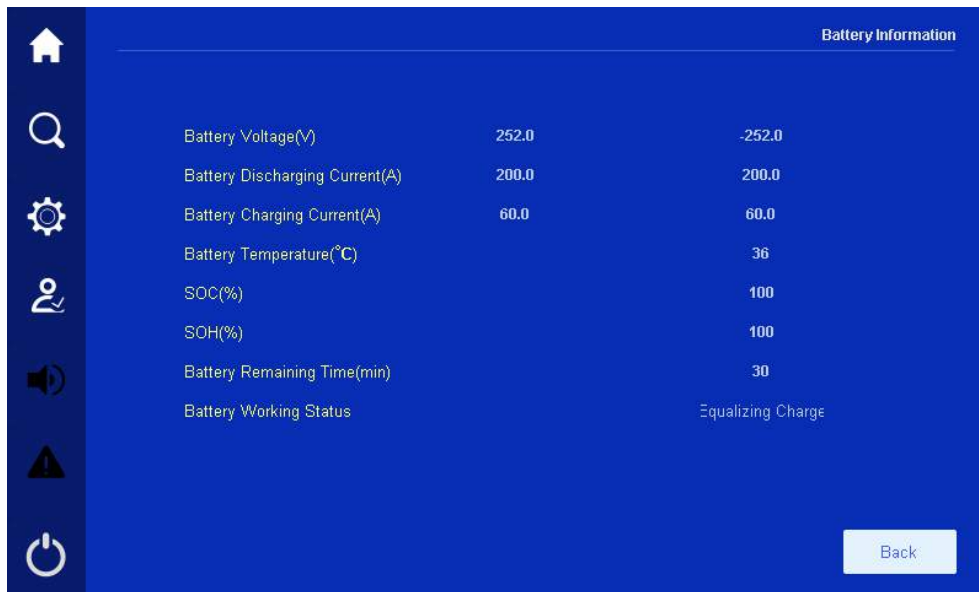 Battery Information
Battery Voltage(V) 252.0 -252.0
Battery Discharging Current(A) 200.0 200.0
Battery Charging Current(A) 60.0 60.0
Battery Temperature(℃) 36
SOC(%) 100
SOH(%) 100
Battery Remaining Time(min) 30
Battery Working Status Equalizing Charge
Back